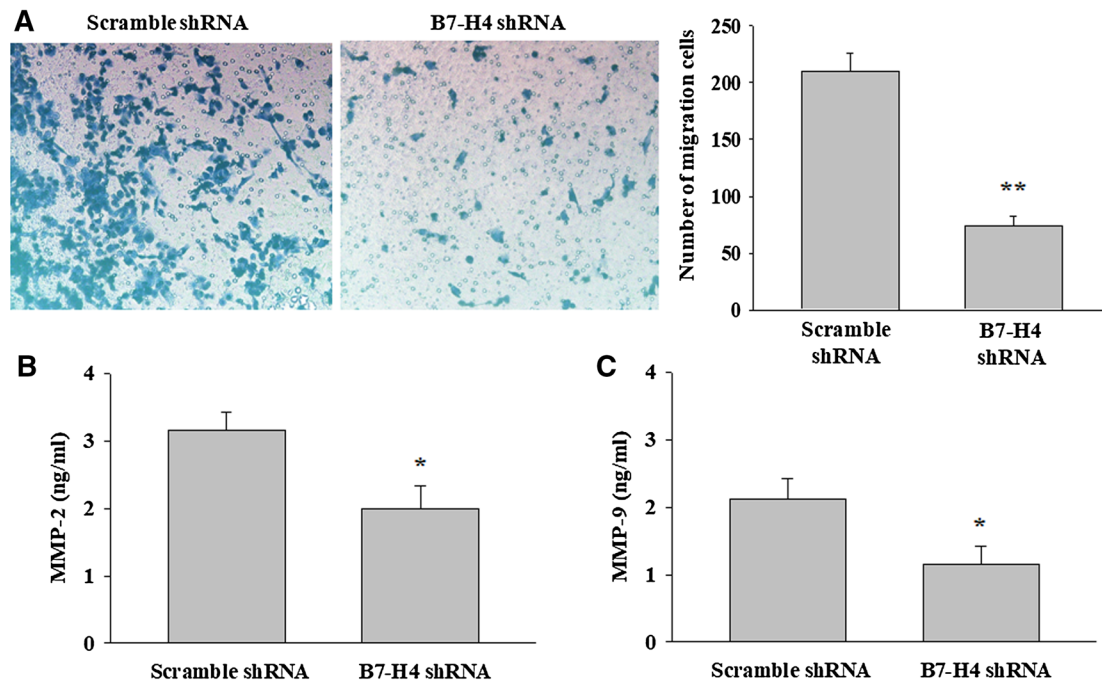 A
Scramble shRNA
B7-H4 shRNA
Number of migration cells
250
200
150
100
50
0
**
Scramble
shRNA
B7-H4
shRNA
B
MMP-2 (ng/ml)
4
3
2
1
0
*
Scramble shRNA
B7-H4 shRNA
C
MMP-9 (ng/ml)
4
3
2
1
0
*
Scramble shRNA
B7-H4 shRNA